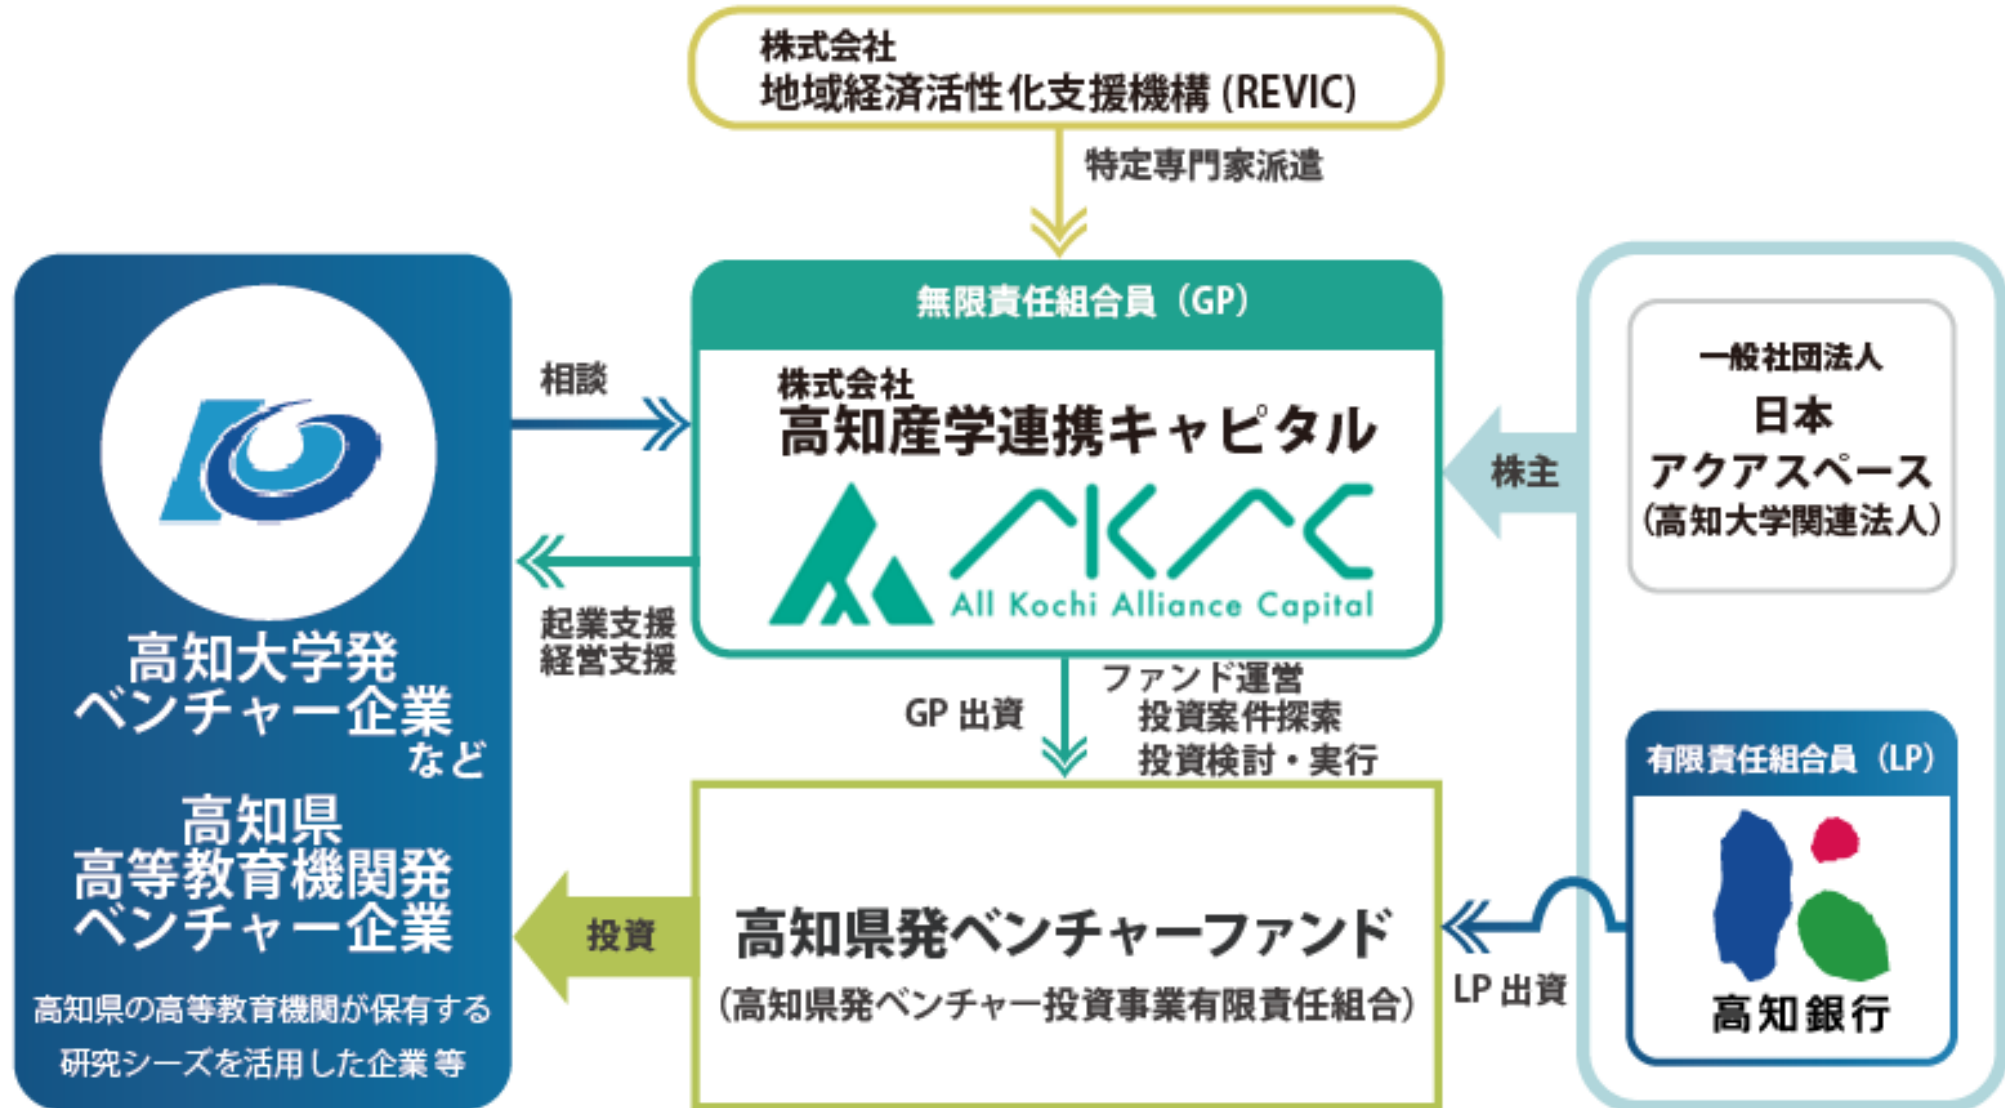 株式会社
地域経済活性化支援機構 (REVIC)
特定専門家派遣
無限責任組合員（GP）
株式会社
高知産学連携キャピタル
AKAC
All Kochi Alliance Capital
相談
起業支援
経営支援
高知大学発
ベンチャー企業
など
高知県
高等教育機関発
ベンチャー企業
高知県の高等教育機関が保有する
研究シーズを活用した企業 等
GP 出資
ファンド運営
投資案件探索
投資検討・実行
投資
高知県発ベンチャーファンド
（高知県発ベンチャー投資事業有限責任組合）
株主
一般社団法人
日本
アクアスペース
（高知大学関連法人）
有限責任組合員（LP）
高知銀行
LP 出資